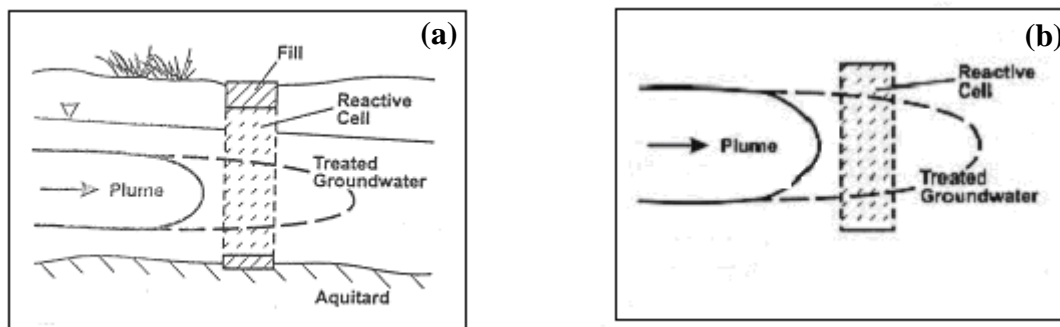 (a)
Fill
Reactive
Cell
Treated
Groundwater
Plume
Aquitard
(b)
Reactive
Cell
Plume
Treated
Groundwater